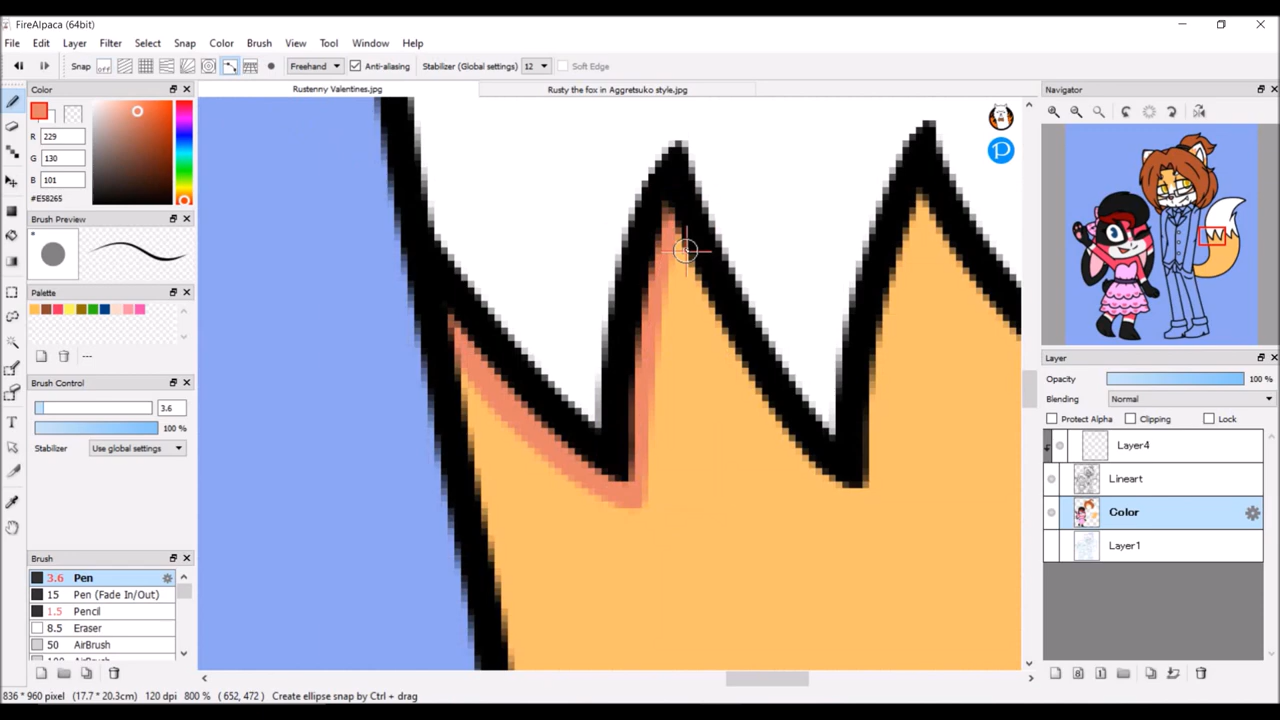 FireAlpaca (64bit)
File Edit Layer Filter Select Snap Color Brush View Tool Window Help
Snap off Freehand Anti-aliasing Stabilizer (Global settings) 12 Soft Edge
Color
Rustenny Valentines.jpg
Rusty the fox in Aggretsuko style.jpg
Navigator
R 229
G 130
B 101
#E58265
Brush Preview
Palette
---
Brush Control
3.6
100 %
Stabilizer Use global settings
Layer
Opacity 100 %
Blending Normal
Protect Alpha Clipping Lock
Layer4
Lineart
Color
Layer1
Brush
3.6 Pen
15 Pen (Fade In/Out)
1.5 Pencil
8.5 Eraser
50 AirBrush
836 * 960 pixel (17.7 * 20.3cm) 120 dpi 800 % ( 652, 472 ) Create ellipse snap by Ctrl + drag